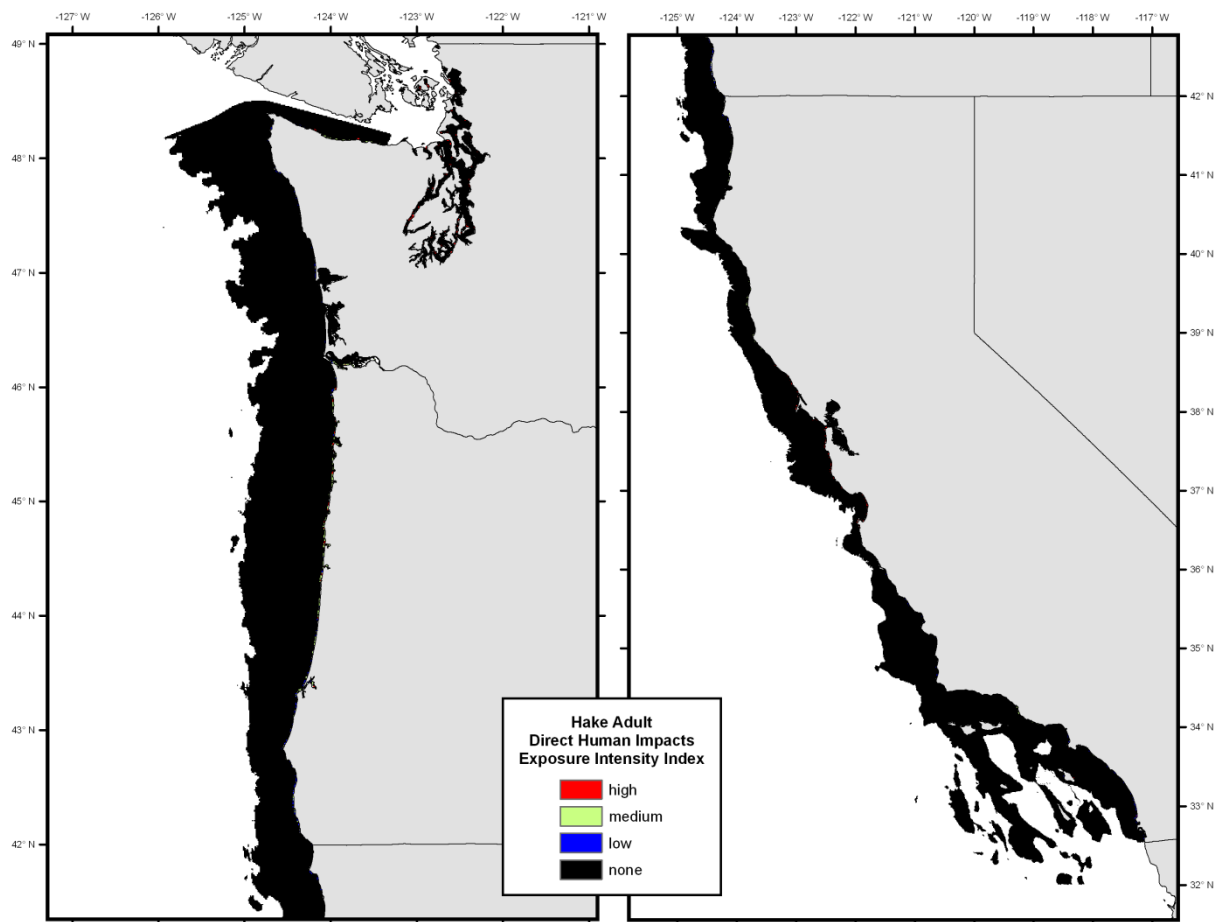 -127° W -126° W -125° W -124° W -123° W -122° W -121° W
-125° W -124° W -123° W -122° W -121° W -120° W -119° W -118° W -117° W
49° N
48° N
47° N
46° N
45° N
44° N
43° N
42° N
42° N
41° N
40° N
39° N
38° N
37° N
36° N
35° N
34° N
33° N
32° N
Hake Adult
Direct Human Impacts
Exposure Intensity Index
high
medium
low
none